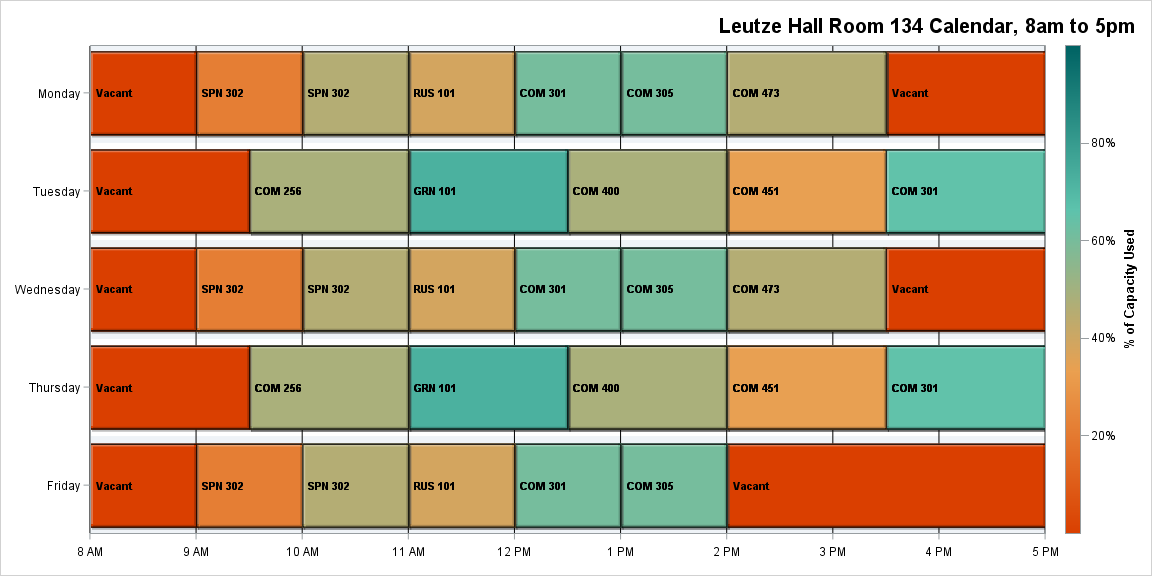 Leutze Hall Room 134 Calendar, 8am to 5pm
Monday
Vacant
SPN 302
SPN 302
RUS 101
COM 301
COM 305
COM 473
Vacant
Tuesday
Vacant
COM 256
GRN 101
COM 400
COM 451
COM 301
Wednesday
Vacant
SPN 302
SPN 302
RUS 101
COM 301
COM 305
COM 473
Vacant
Thursday
Vacant
COM 256
GRN 101
COM 400
COM 451
COM 301
Friday
Vacant
SPN 302
SPN 302
RUS 101
COM 301
COM 305
Vacant
8 AM
9 AM
10 AM
11 AM
12 PM
1 PM
2 PM
3 PM
4 PM
5 PM
80%
60%
40%
20%
% of Capacity Used